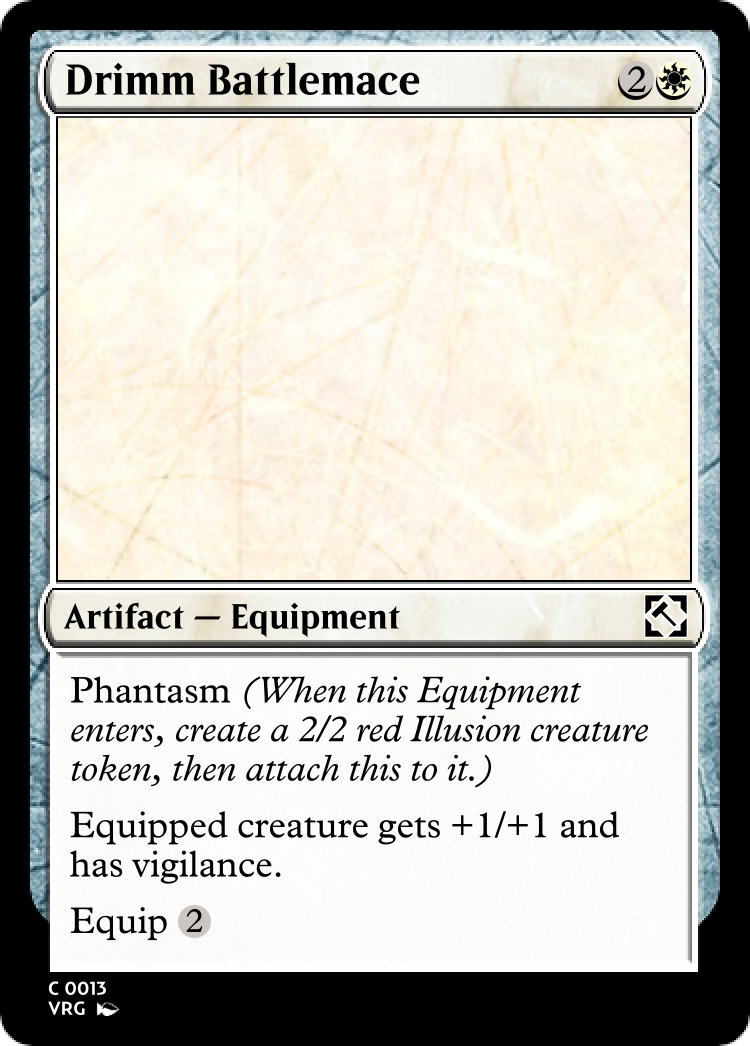 Drimm Battlemace 2
Artifact — Equipment
Phantasm (When this Equipment
enters, create a 2/2 red Illusion creature
token, then attach this to it.)
Equipped creature gets +1/+1 and
has vigilance.
Equip 2
C 0013
VRG